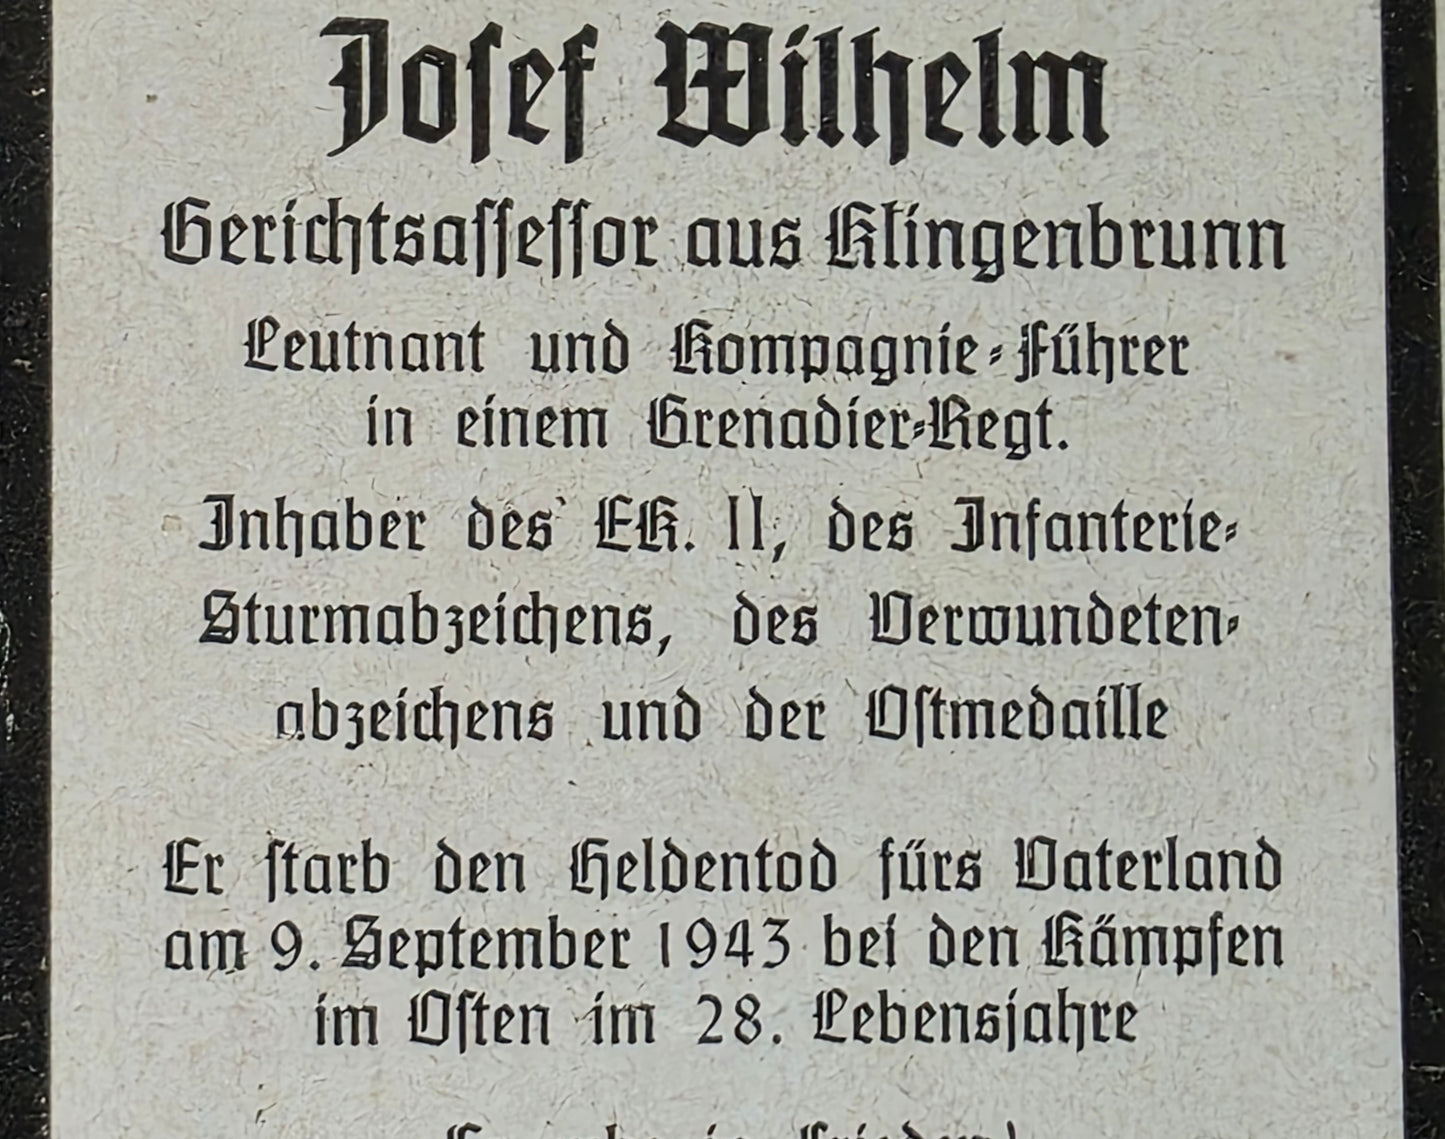 Josef Wilhelm
Gerichtsassessor aus Klingenbrunn
Leutnant und Kompagnie-Führer
in einem Grenadier-Regt.
Inhaber des EK. II, des Infanterie-
Sturmabzeichens, des Verwundeten-
abzeichens und der Ostmedaille
Er starb den Heldentod fürs Vaterland
am 9. September 1943 bei den Kämpfen
im Osten im 28. Lebensjahre